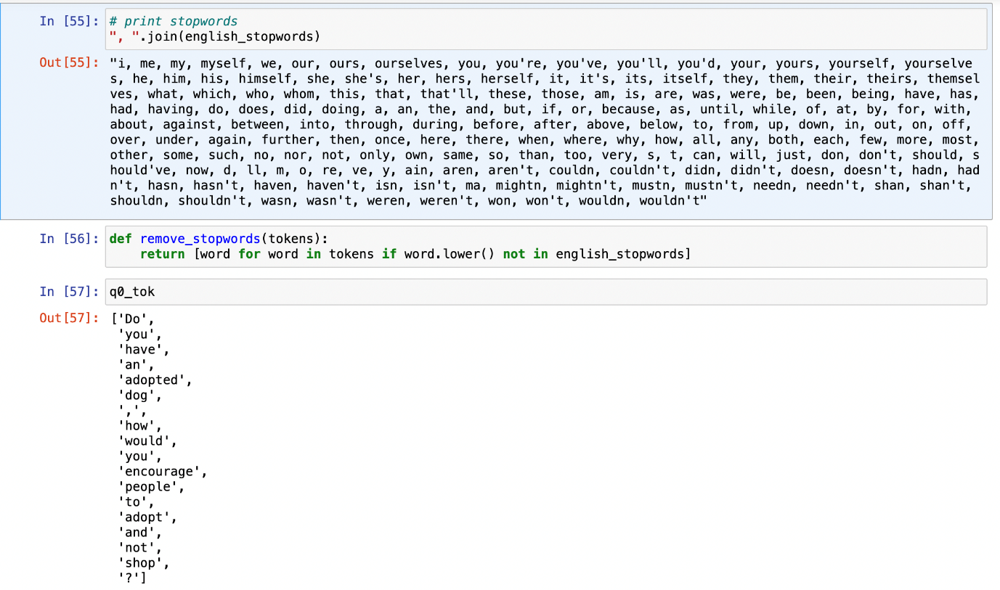 In [55]: # print stopwords
", ".join(english_stopwords)
Out[55]: "i, me, my, myself, we, our, ours, ourselves, you, you're, you've, you'll, you'd, your, yours, yourself, yourselve
s, he, him, his, himself, she, she's, her, hers, herself, it, it's, its, itself, they, them, their, theirs, themsel
ves, what, which, who, whom, this, that, that'll, these, those, am, is, are, was, were, be, been, being, have, has,
had, having, do, does, did, doing, a, an, the, and, but, if, or, because, as, until, while, of, at, by, for, with,
about, against, between, into, through, during, before, after, above, below, to, from, up, down, in, out, on, off,
over, under, again, further, then, once, here, there, when, where, why, how, all, any, both, each, few, more, most,
other, some, such, no, nor, not, only, own, same, so, than, too, very, s, t, can, will, just, don, don't, should, s
hould've, now, d, ll, m, o, re, ve, y, ain, aren, aren't, couldn, couldn't, didn, didn't, doesn, doesn't, hadn, had
n't, hasn, hasn't, haven, haven't, isn, isn't, ma, mightn, mightn't, mustn, mustn't, needn, needn't, shan, shan't,
shouldn, shouldn't, wasn, wasn't, weren, weren't, won, won't, wouldn, wouldn't"
In [56]: def remove_stopwords(tokens):
return [word for word in tokens if word.lower() not in english_stopwords]
In [57]: q0_tok
Out[57]: ['Do',
'you',
'have',
'an',
'adopted',
'dog',
',',
'how',
'would',
'you',
'encourage',
'people',
'to',
'adopt',
'and',
'not',
'shop',
'?']